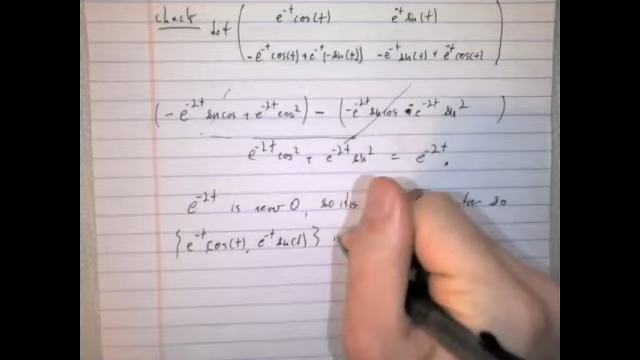 check det ( e^-t cos(t) e^-t sin(t)
-e^-t cos(t) + e^-t(-sin(t)) -e^-t sin(t) + e^-t cos(t) )
(-e^-2t sin cos + e^-2t cos^2) - (-e^-2t sin cos - e^-2t sin^2 )
e^-2t cos^2 + e^-2t sin^2 = e^-2t.
e^-2t is never 0, so so
{e^-t cos(t), e^-t sin(t)}